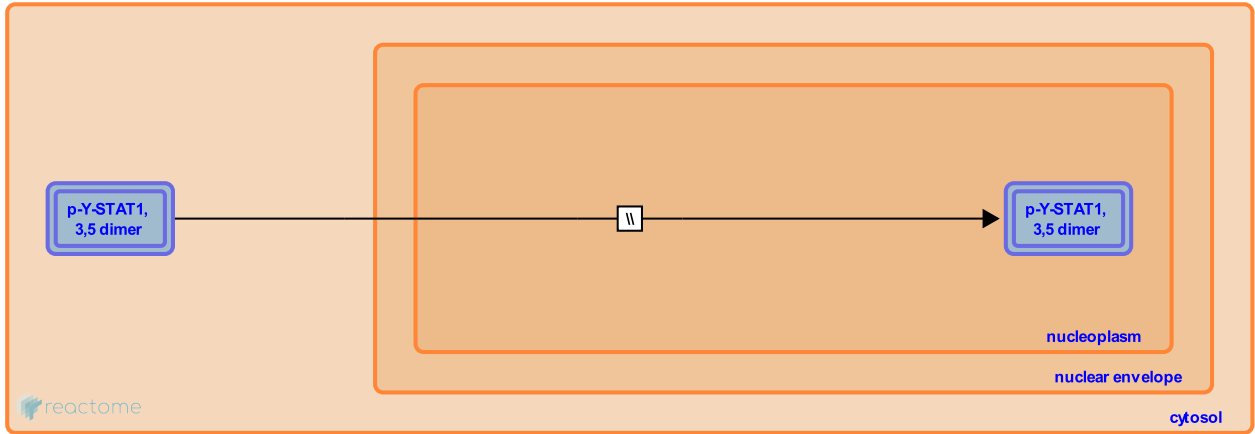 p-Y-STAT1,
3,5 dimer
\\
p-Y-STAT1,
3,5 dimer
nucleoplasm
nuclear envelope
reactome
cytosol